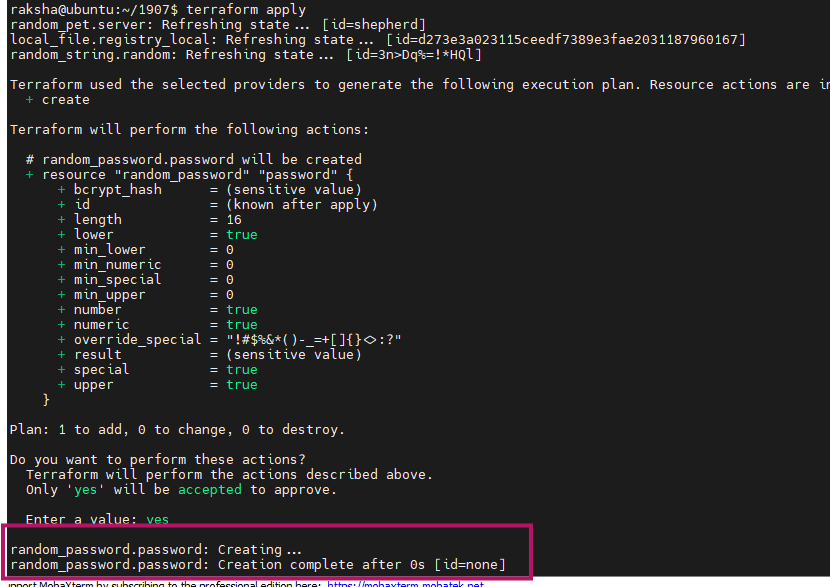 raksha@ubuntu:~/1907$ terraform apply
random_pet.server: Refreshing state... [id=shepherd]
local_file.registry_local: Refreshing state... [id=d273e3a023115ceedf7389e3fae2031187960167]
random_string.random: Refreshing state... [id=3n>Dq%=!*HQl]
Terraform used the selected providers to generate the following execution plan. Resource actions are in
+ create
Terraform will perform the following actions:
# random_password.password will be created
+ resource "random_password" "password" {
+ bcrypt_hash = (sensitive value)
+ id = (known after apply)
+ length = 16
+ lower = true
+ min_lower = 0
+ min_numeric = 0
+ min_special = 0
+ min_upper = 0
+ number = true
+ numeric = true
+ override_special = "!#$%&*()-_=+[]{}<>:?"
+ result = (sensitive value)
+ special = true
+ upper = true
}
Plan: 1 to add, 0 to change, 0 to destroy.
Do you want to perform these actions?
Terraform will perform the actions described above.
Only 'yes' will be accepted to approve.
Enter a value: yes
random_password.password: Creating...
random_password.password: Creation complete after 0s [id=none]
pport MobaXterm by subscribing to the professional edition here: https://mobaxterm.mobatek.net